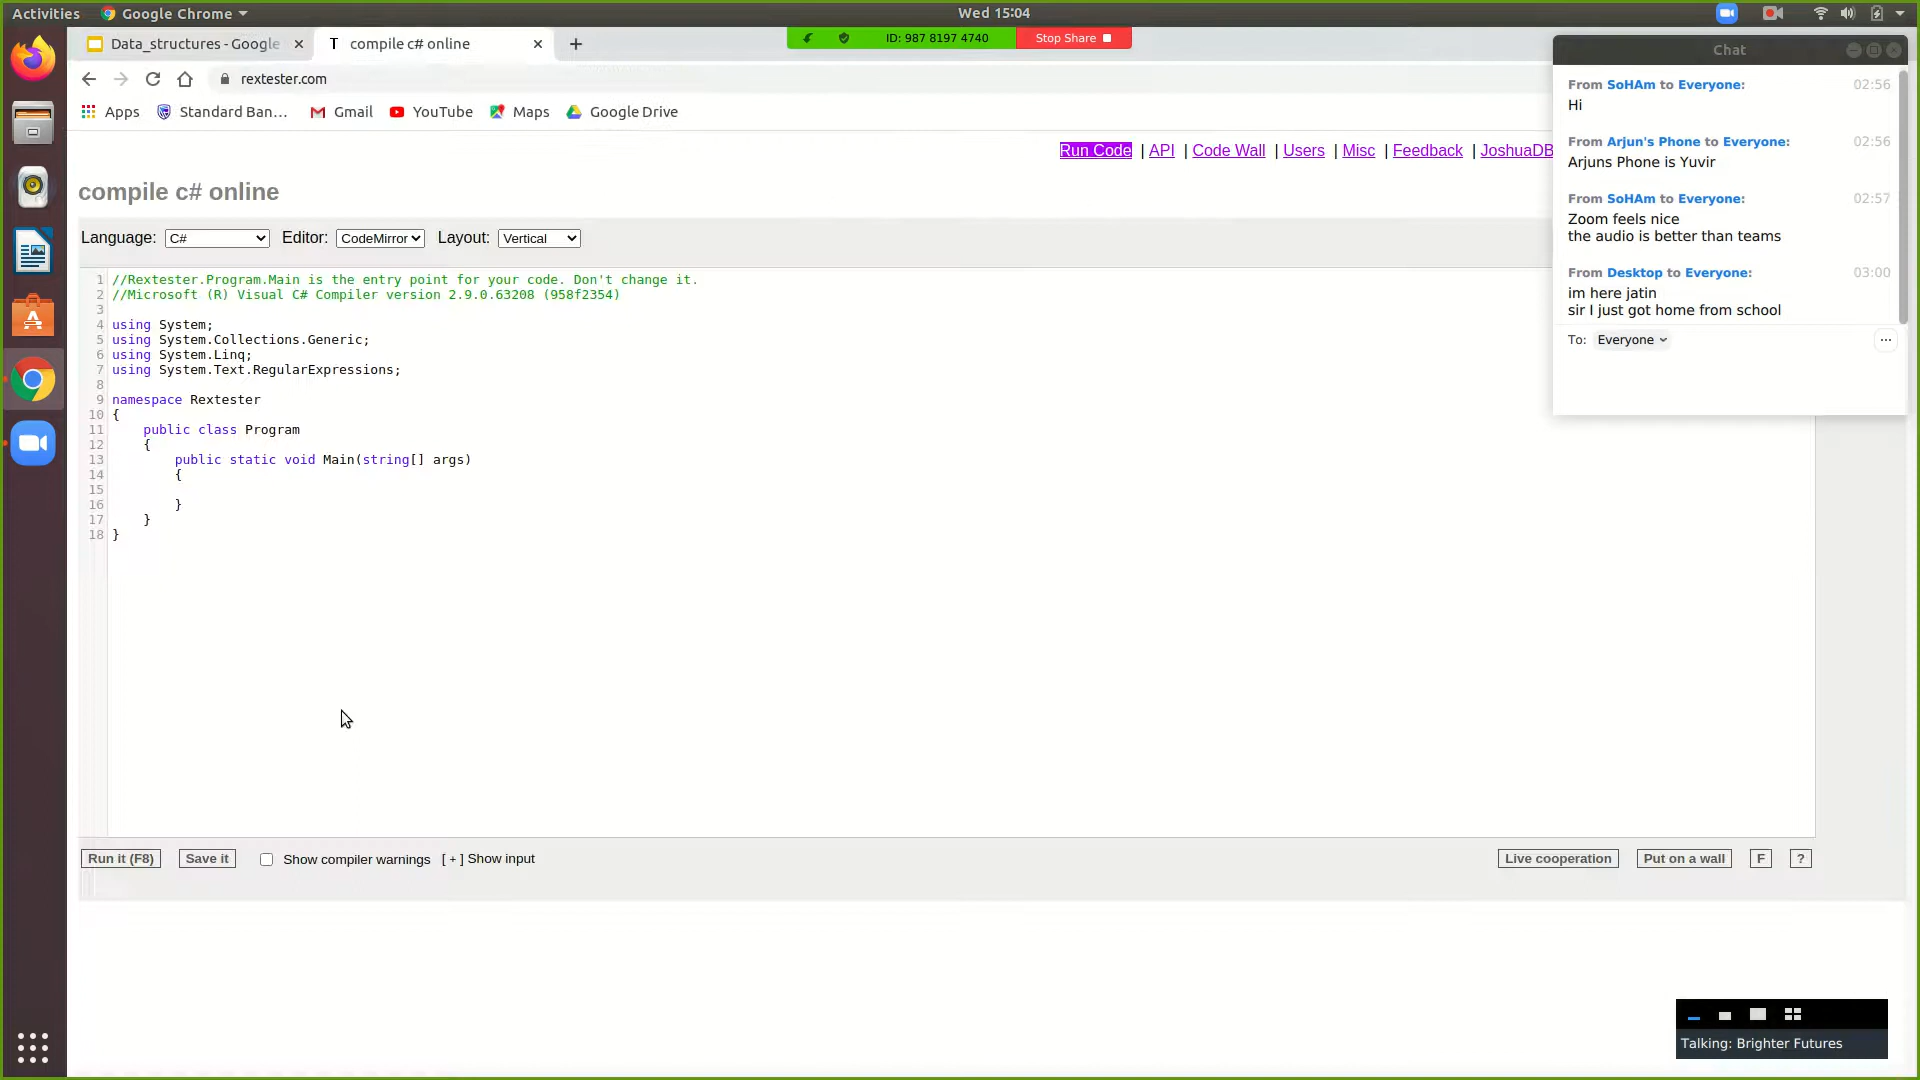 Activities Google Chrome Wed 15:04
Data_structures - Google compile c# online ID: 987 8197 4740 Stop Share
rextester.com
Apps Standard Ban... Gmail YouTube Maps Google Drive
Run Code | API | Code Wall | Users | Misc | Feedback | JoshuaDB
compile c# online
Language: C# Editor: CodeMirror Layout: Vertical
1 //Rextester.Program.Main is the entry point for your code. Don't change it.
2 //Microsoft (R) Visual C# Compiler version 2.9.0.63208 (958f2354)
3
4 using System;
5 using System.Collections.Generic;
6 using System.Linq;
7 using System.Text.RegularExpressions;
8
9 namespace Rextester
10 {
11 public class Program
12 {
13 public static void Main(string[] args)
14 {
15
16 }
17 }
18 }
Run it (F8) Save it Show compiler warnings [ + ] Show input Live cooperation Put on a wall F ?
Chat
From SoHAm to Everyone: 02:56
Hi
From Arjun's Phone to Everyone: 02:56
Arjuns Phone is Yuvir
From SoHAm to Everyone: 02:57
Zoom feels nice
the audio is better than teams
From Desktop to Everyone: 03:00
im here jatin
sir I just got home from school
To: Everyone ...
Talking: Brighter Futures